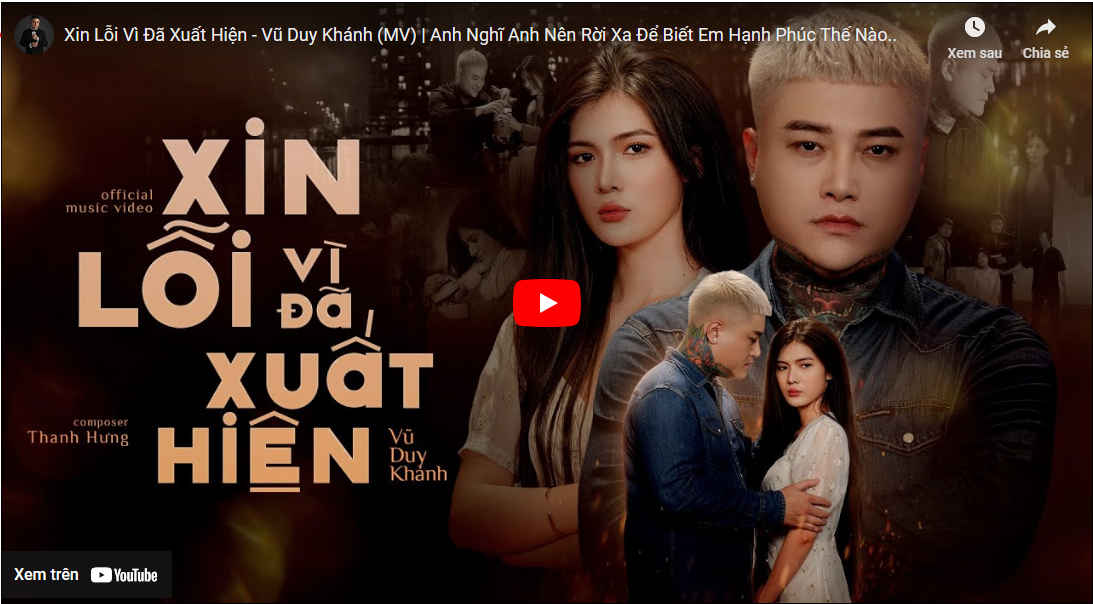 Xin Lỗi Vì Đã Xuất Hiện - Vũ Duy Khánh (MV) | Anh Nghĩ Anh Nên Rời Xa Để Biết Em Hạnh Phúc Thế Nào..
Xem sau
Chia sẻ
official
music video
XIN
LỖI VÌ
ĐÃ
XUẤT
HIỆN
composer
Thanh Hưng
Vũ
Duy
Khánh
Xem trên YouTube